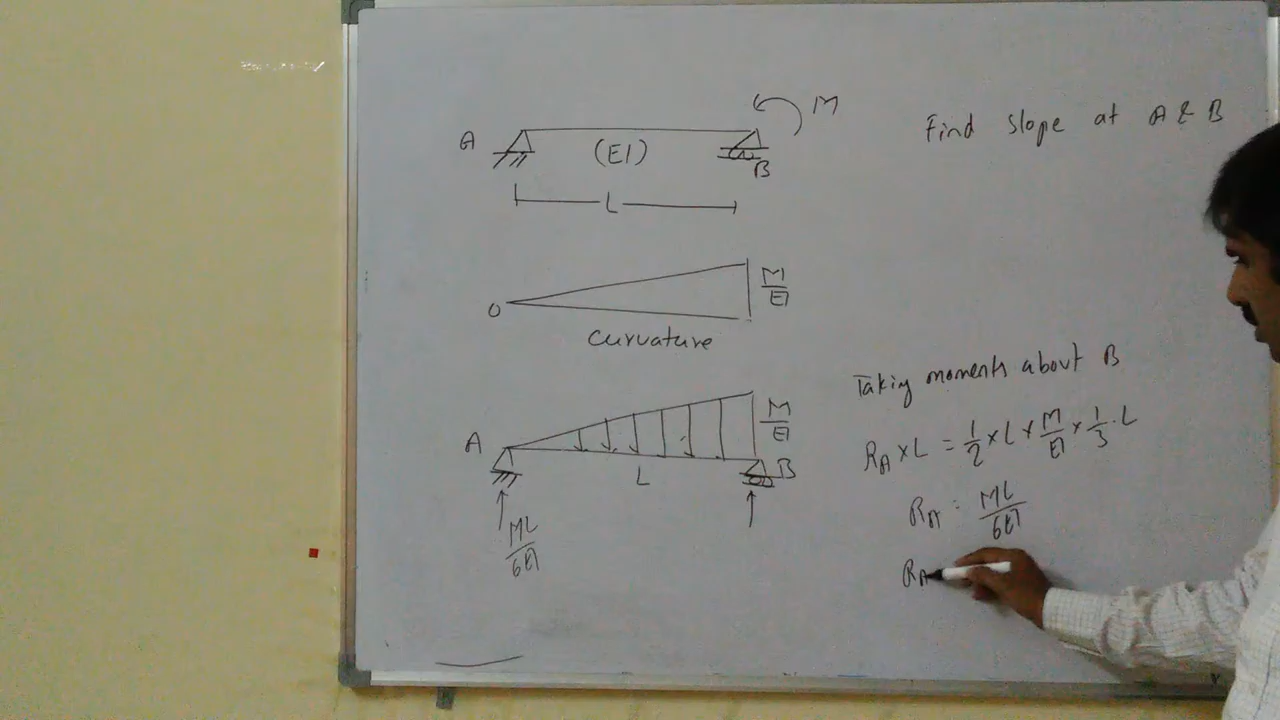 Find slope at A & B
M
A
(EI)
B
L
M/EI
O
curvature
Taking moments about B
A
M/EI
B
L
R_A × L = 1/2 × L × M/EI × 1/3 · L
R_A = ML/6EI
ML/6EI
R_A